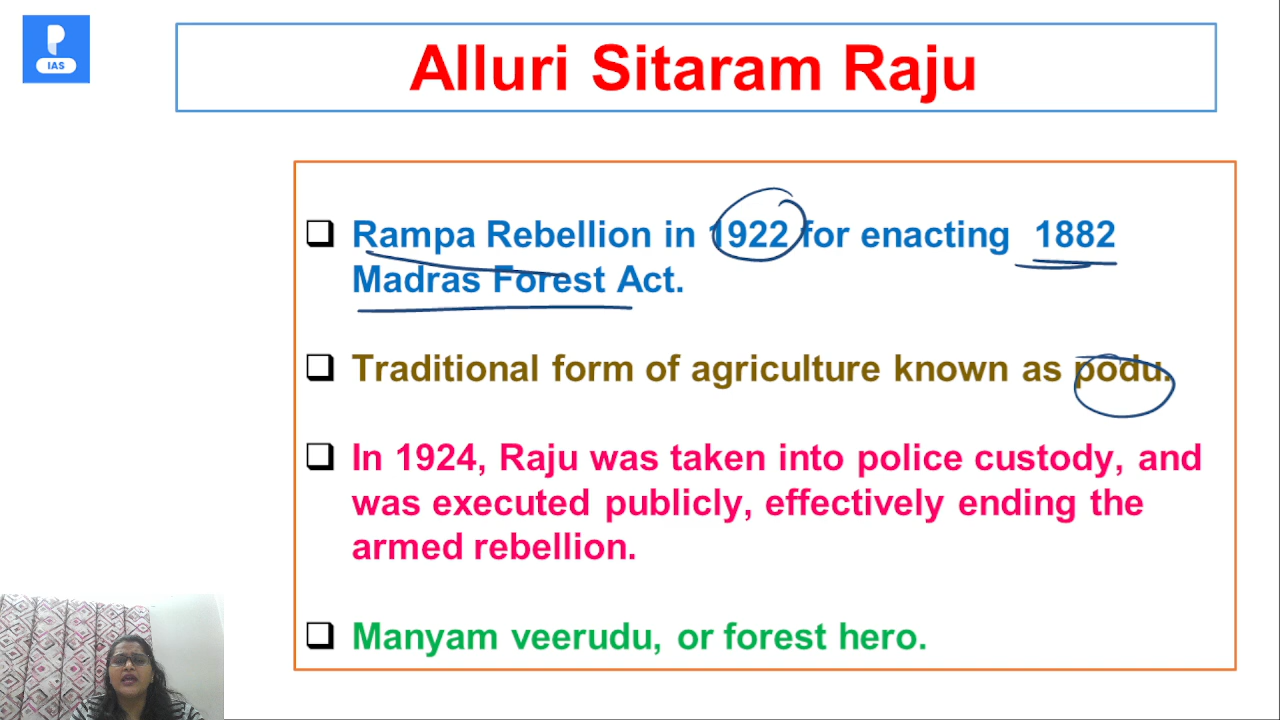 IAS
Alluri Sitaram Raju
Rampa Rebellion in 1922 for enacting 1882
Madras Forest Act.
Traditional form of agriculture known as podu.
In 1924, Raju was taken into police custody, and
was executed publicly, effectively ending the
armed rebellion.
Manyam veerudu, or forest hero.